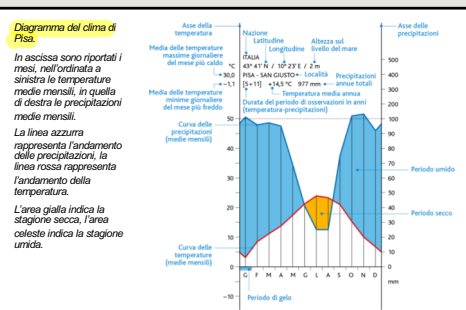 Diagramma del clima di
Pisa.
In ascissa sono riportati i
mesi, nell'ordinata a
sinistra le temperature
medie mensili, in quella
di destra le precipitazioni
medie mensili.
La linea azzurra
rappresenta l'andamento
delle precipitazioni, la
linea rossa rappresenta
l'andamento della
temperatura.
L'area gialla indica la
stagione secca, l'area
celeste indica la stagione
umida.
Asse della
temperatura
Nazione
Latitudine
Longitudine
Altezza sul
livello del mare
Asse delle
precipitazioni
Media delle temperature
massime giornaliere
del mese più caldo
ITALIA
43° 41' N / 10° 23' E / 2 m
°C
+30,0
PISA - SAN GIUSTO
Località
Precipitazioni
annue totali
−1,1
[5+11]
+14,5 °C
977 mm
Media delle temperature
minime giornaliere
del mese più freddo
Temperatura media annua
Durata del periodo di osservazioni in anni
(temperatura-precipitazioni)
Curva delle
precipitazioni
(medie mensili)
50
40
30
20
10
0
−10
500
400
300
200
100
90
80
70
60
50
40
30
20
10
0
mm
Periodo umido
Periodo secco
Curva delle
temperature
(medie mensili)
G F M A M G L A S O N D
Periodo di gelo